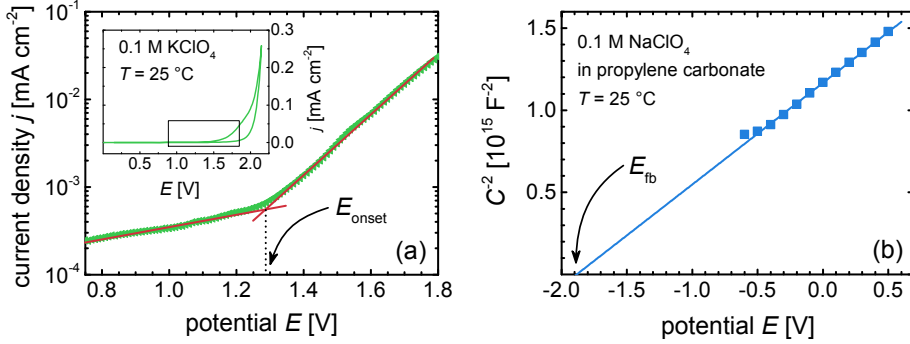 current density j [mA cm⁻²]
10⁻¹
10⁻²
10⁻³
10⁻⁴
0.1 M KClO₄
T = 25 °C
0.3
0.2
0.1
0.0
j [mA cm⁻²]
0.5 1.0 1.5 2.0
E [V]
E_onset
(a)
0.8 1.0 1.2 1.4 1.6 1.8
potential E [V]
C⁻² [10¹⁵ F⁻²]
1.5
1.0
0.5
0.1 M NaClO₄
in propylene carbonate
T = 25 °C
E_fb
(b)
-2.0 -1.5 -1.0 -0.5 0.0 0.5
potential E [V]